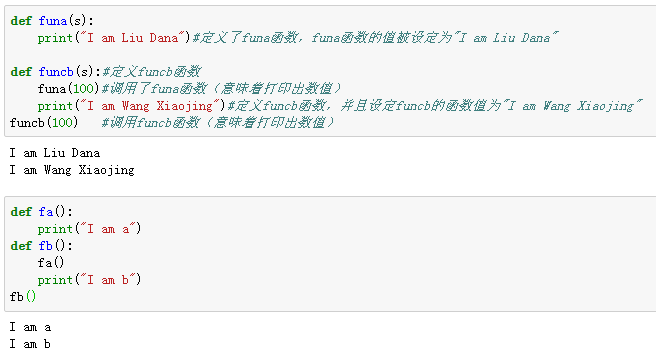 def funa(s):
    print("I am Liu Dana")#定义了funa函数，funa函数的值被设定为"I am Liu Dana"
def funcb(s):#定义funcb函数
    funa(100)#调用了funa函数（意味着打印出数值）
    print("I am Wang Xiaojing")#定义funcb函数，并且设定funcb的函数值为"I am Wang Xiaojing"
funcb(100)   #调用funcb函数（意味着打印出数值）
I am Liu Dana
I am Wang Xiaojing
def fa():
    print("I am a")
def fb():
    fa()
    print("I am b")
fb()
I am a
I am b